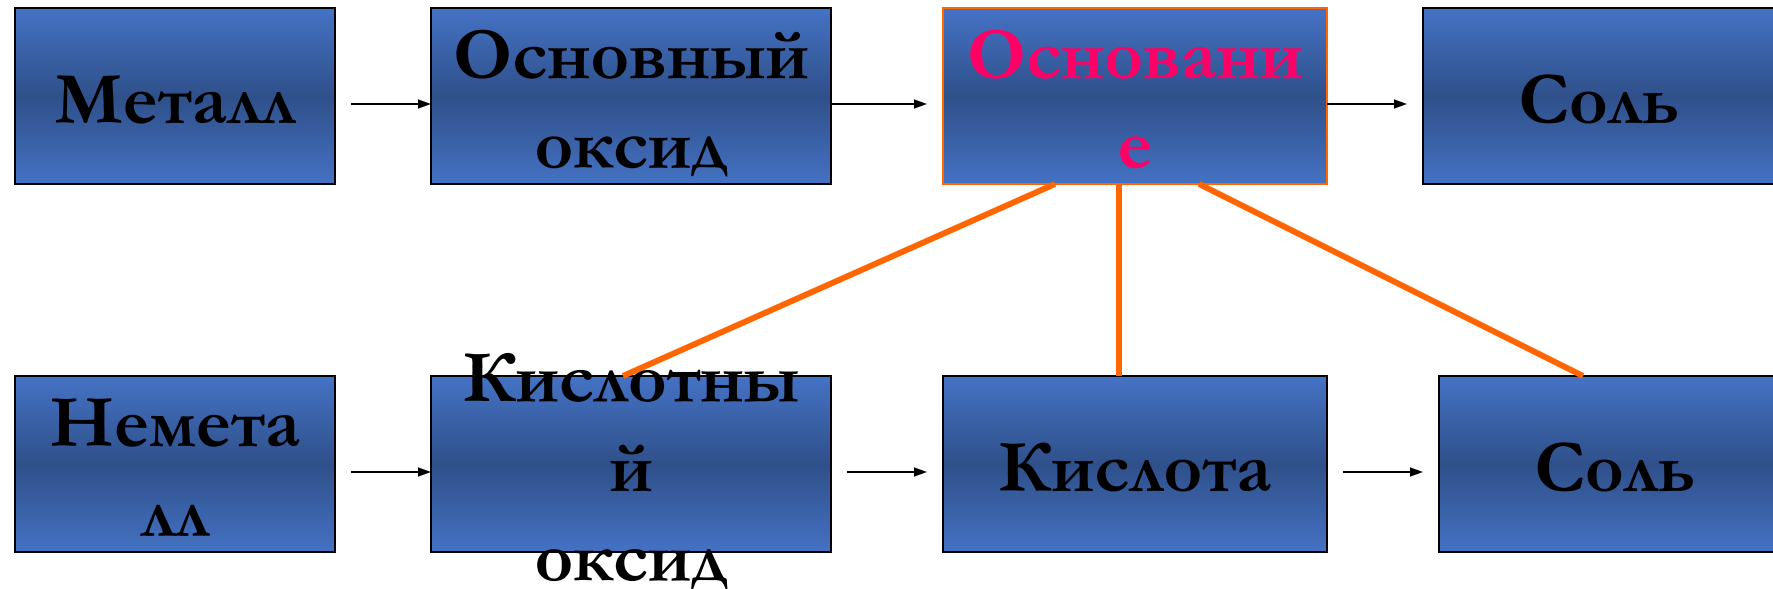 Металл
Основный
оксид
Основани
е
Соль
Немета
лл
Кислотны
й
оксид
Кислота
Соль